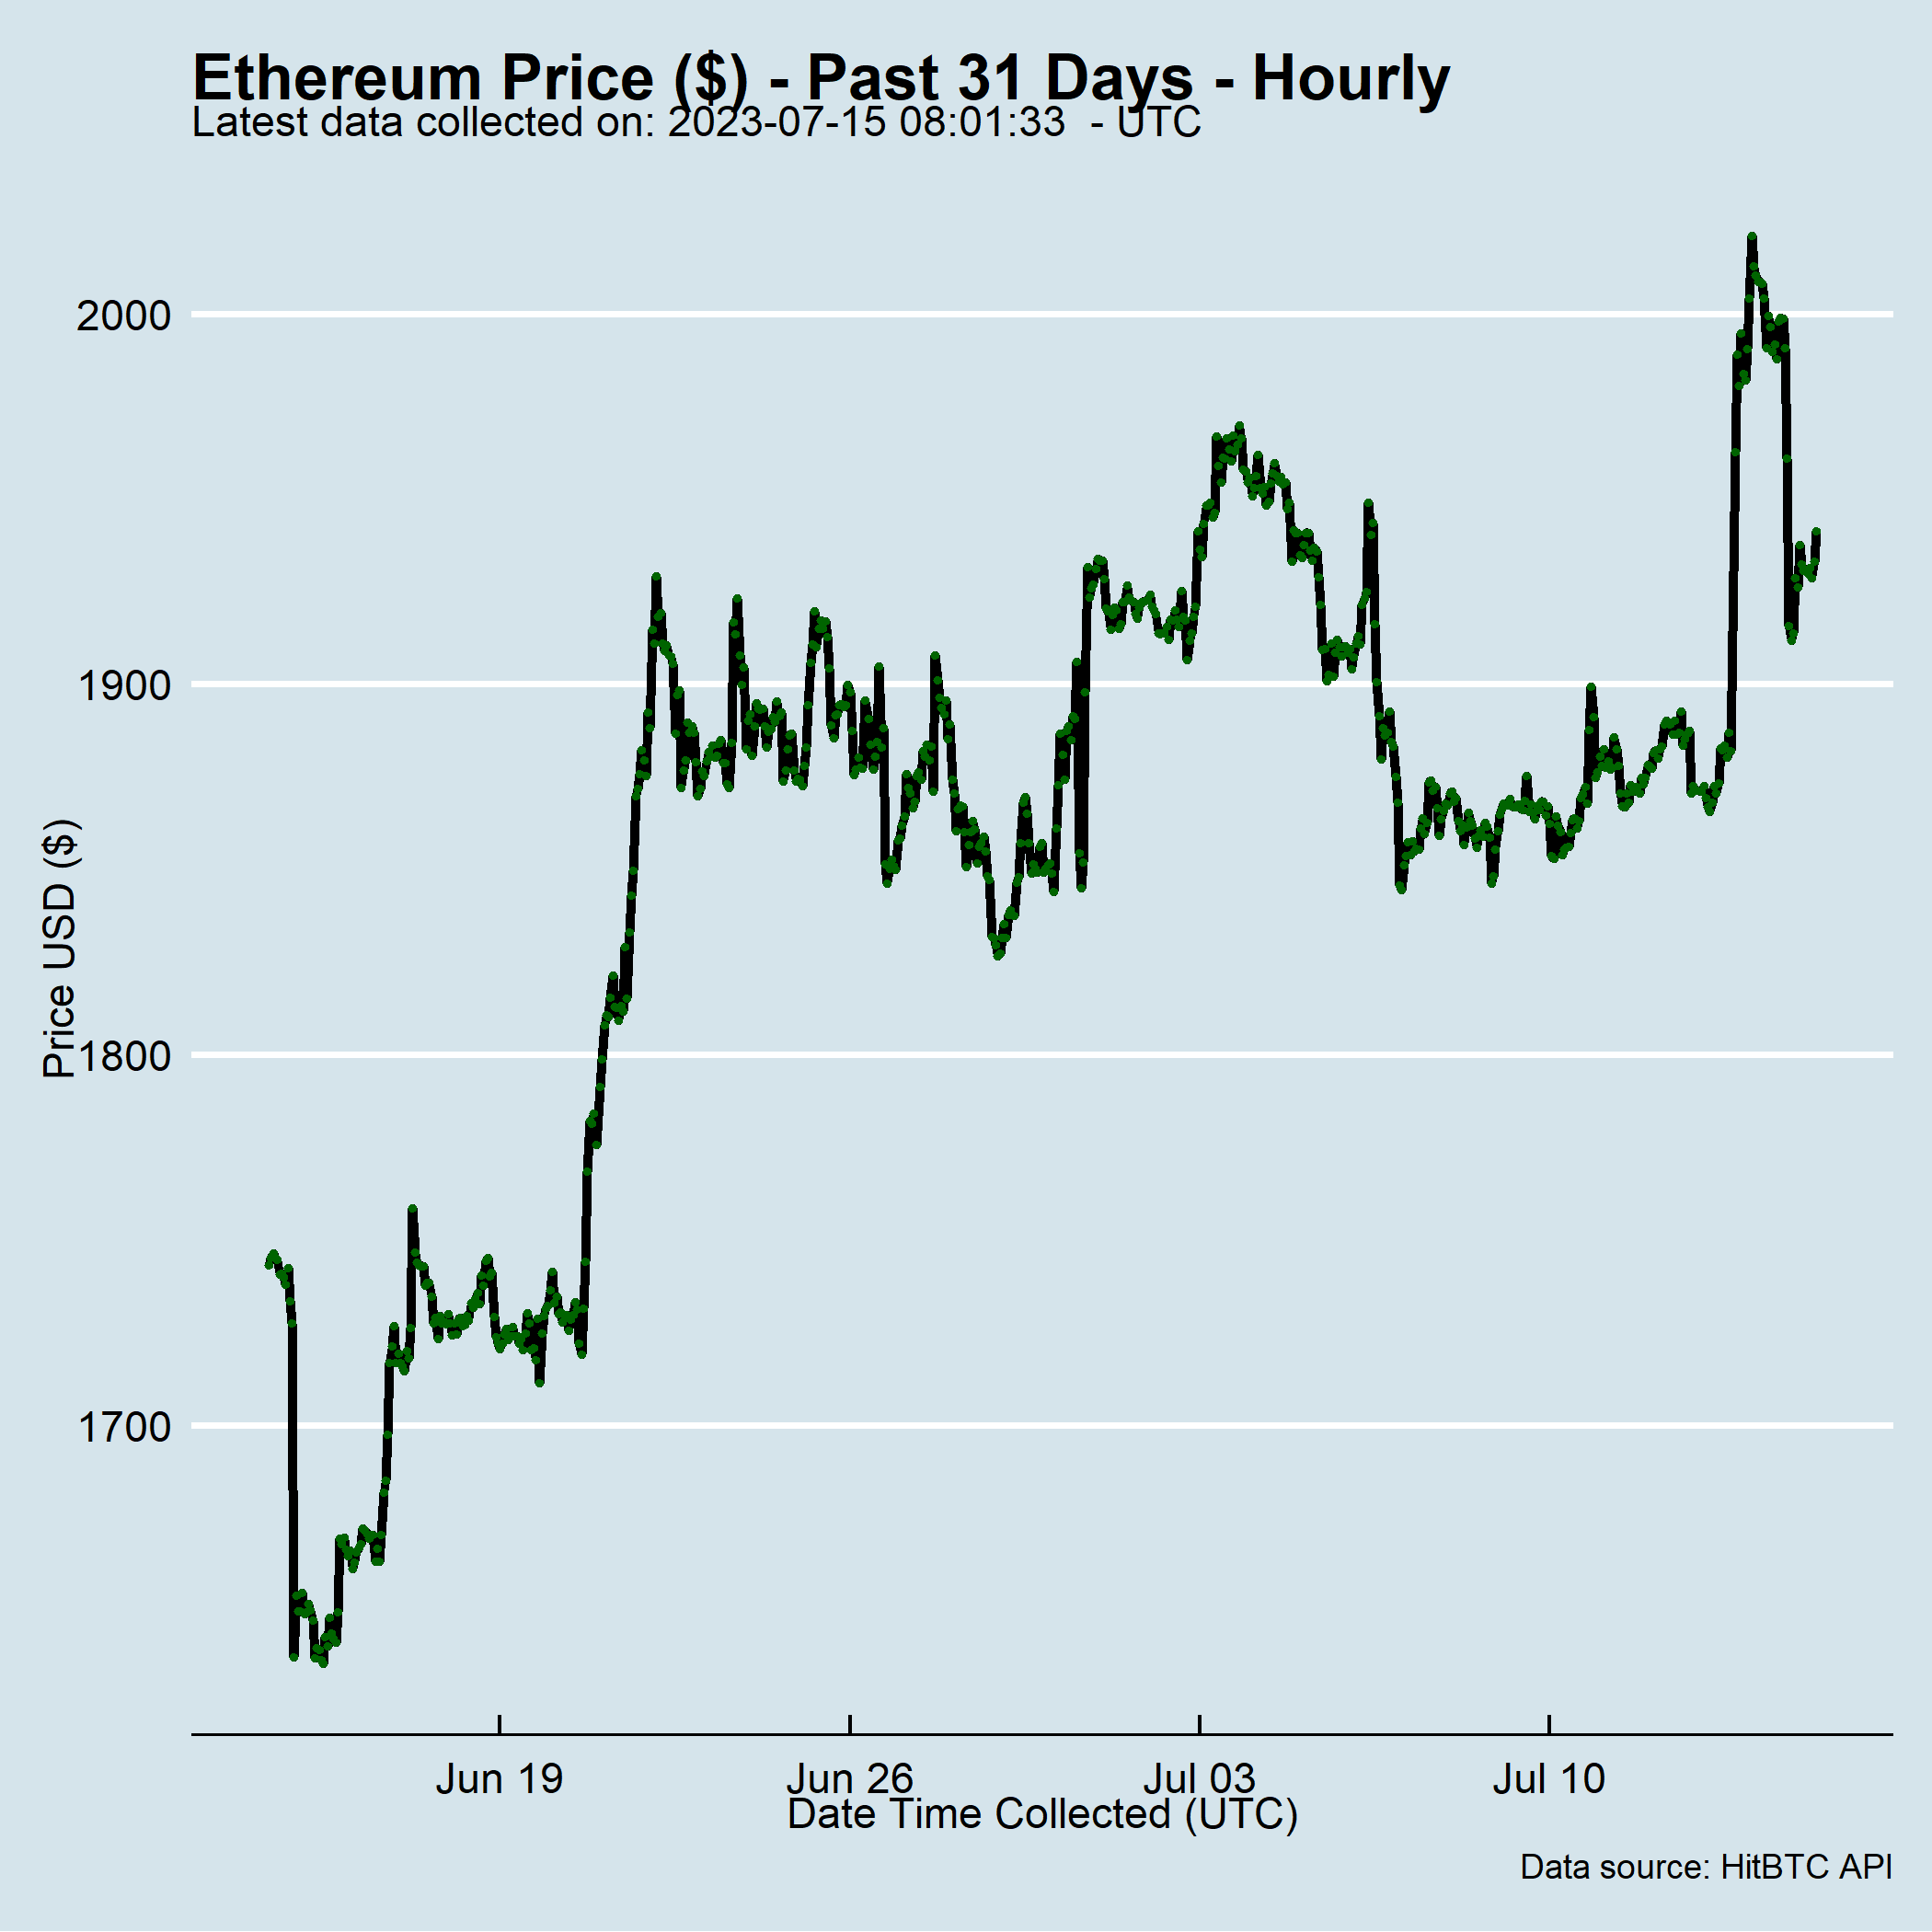 Ethereum Price ($) - Past 31 Days - Hourly
Latest data collected on: 2023-07-15 08:01:33  - UTC
Price USD ($)
2000
1900
1800
1700
Jun 19
Jun 26
Jul 03
Jul 10
Date Time Collected (UTC)
Data source: HitBTC API